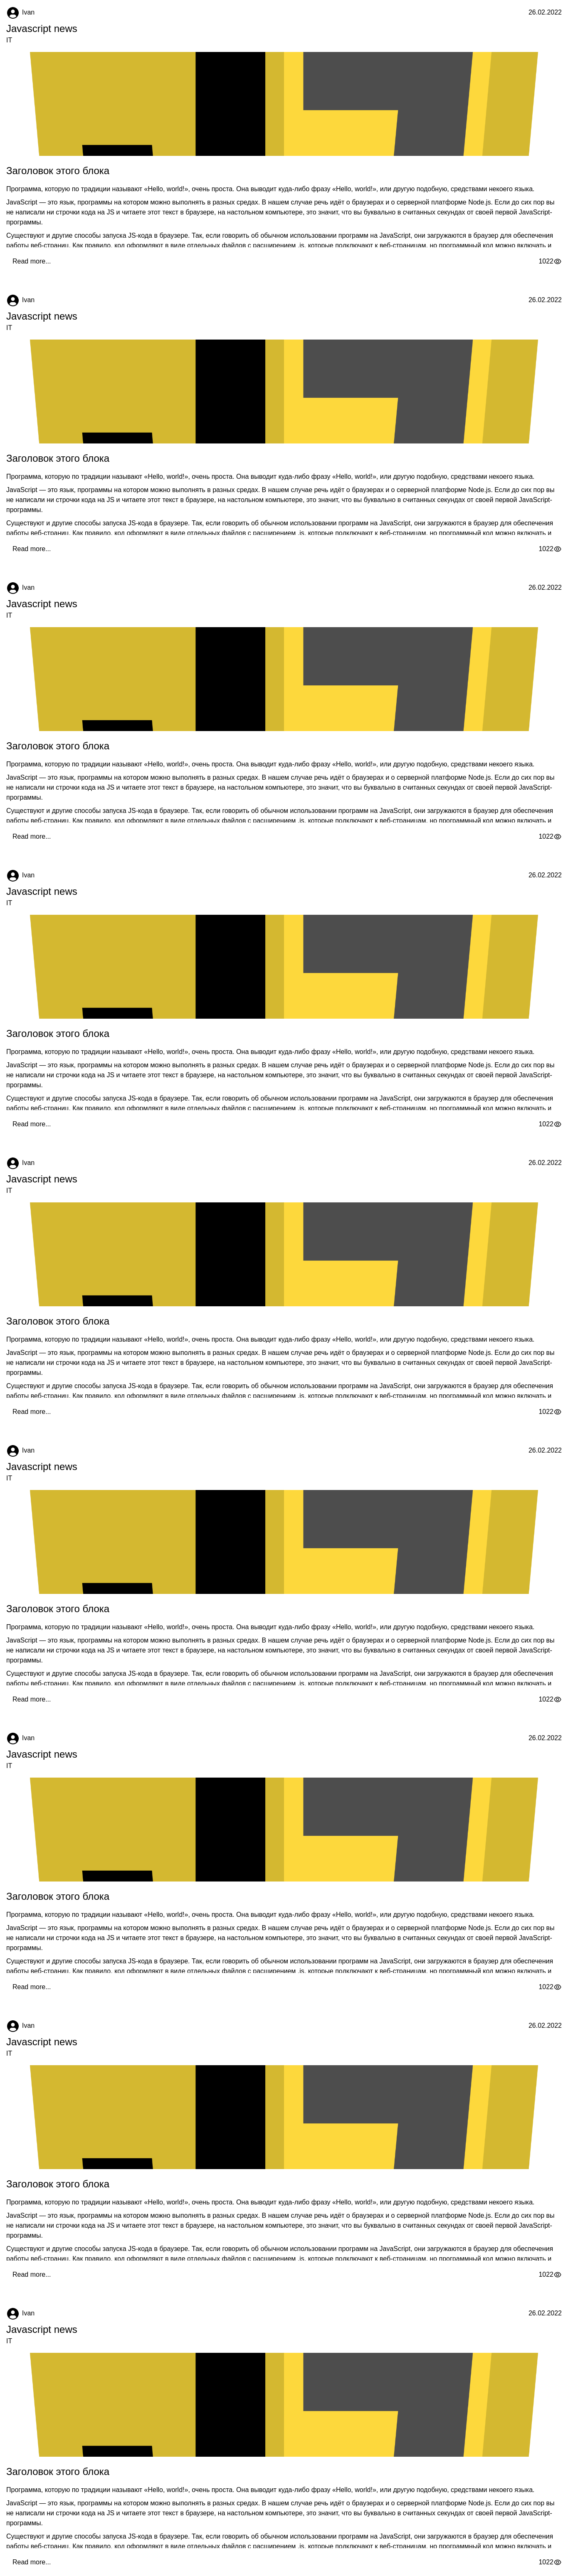 Ivan 26.02.2022
Javascript news
IT
Заголовок этого блока
Программа, которую по традиции называют «Hello, world!», очень проста. Она выводит куда-либо фразу «Hello, world!», или другую подобную, средствами некоего языка.
JavaScript — это язык, программы на котором можно выполнять в разных средах. В нашем случае речь идёт о браузерах и о серверной платформе Node.js. Если до сих пор вы
не написали ни строчки кода на JS и читаете этот текст в браузере, на настольном компьютере, это значит, что вы буквально в считанных секундах от своей первой JavaScript-
программы.
Существуют и другие способы запуска JS-кода в браузере. Так, если говорить об обычном использовании программ на JavaScript, они загружаются в браузер для обеспечения
работы веб-страниц. Как правило, код оформляют в виде отдельных файлов с расширением .js, которые подключают к веб-страницам, но программный код можно включать и
Read more... 1022
Ivan 26.02.2022
Javascript news
IT
Заголовок этого блока
Программа, которую по традиции называют «Hello, world!», очень проста. Она выводит куда-либо фразу «Hello, world!», или другую подобную, средствами некоего языка.
JavaScript — это язык, программы на котором можно выполнять в разных средах. В нашем случае речь идёт о браузерах и о серверной платформе Node.js. Если до сих пор вы
не написали ни строчки кода на JS и читаете этот текст в браузере, на настольном компьютере, это значит, что вы буквально в считанных секундах от своей первой JavaScript-
программы.
Существуют и другие способы запуска JS-кода в браузере. Так, если говорить об обычном использовании программ на JavaScript, они загружаются в браузер для обеспечения
работы веб-страниц. Как правило, код оформляют в виде отдельных файлов с расширением .js, которые подключают к веб-страницам, но программный код можно включать и
Read more... 1022
Ivan 26.02.2022
Javascript news
IT
Заголовок этого блока
Программа, которую по традиции называют «Hello, world!», очень проста. Она выводит куда-либо фразу «Hello, world!», или другую подобную, средствами некоего языка.
JavaScript — это язык, программы на котором можно выполнять в разных средах. В нашем случае речь идёт о браузерах и о серверной платформе Node.js. Если до сих пор вы
не написали ни строчки кода на JS и читаете этот текст в браузере, на настольном компьютере, это значит, что вы буквально в считанных секундах от своей первой JavaScript-
программы.
Существуют и другие способы запуска JS-кода в браузере. Так, если говорить об обычном использовании программ на JavaScript, они загружаются в браузер для обеспечения
работы веб-страниц. Как правило, код оформляют в виде отдельных файлов с расширением .js, которые подключают к веб-страницам, но программный код можно включать и
Read more... 1022
Ivan 26.02.2022
Javascript news
IT
Заголовок этого блока
Программа, которую по традиции называют «Hello, world!», очень проста. Она выводит куда-либо фразу «Hello, world!», или другую подобную, средствами некоего языка.
JavaScript — это язык, программы на котором можно выполнять в разных средах. В нашем случае речь идёт о браузерах и о серверной платформе Node.js. Если до сих пор вы
не написали ни строчки кода на JS и читаете этот текст в браузере, на настольном компьютере, это значит, что вы буквально в считанных секундах от своей первой JavaScript-
программы.
Существуют и другие способы запуска JS-кода в браузере. Так, если говорить об обычном использовании программ на JavaScript, они загружаются в браузер для обеспечения
работы веб-страниц. Как правило, код оформляют в виде отдельных файлов с расширением .js, которые подключают к веб-страницам, но программный код можно включать и
Read more... 1022
Ivan 26.02.2022
Javascript news
IT
Заголовок этого блока
Программа, которую по традиции называют «Hello, world!», очень проста. Она выводит куда-либо фразу «Hello, world!», или другую подобную, средствами некоего языка.
JavaScript — это язык, программы на котором можно выполнять в разных средах. В нашем случае речь идёт о браузерах и о серверной платформе Node.js. Если до сих пор вы
не написали ни строчки кода на JS и читаете этот текст в браузере, на настольном компьютере, это значит, что вы буквально в считанных секундах от своей первой JavaScript-
программы.
Существуют и другие способы запуска JS-кода в браузере. Так, если говорить об обычном использовании программ на JavaScript, они загружаются в браузер для обеспечения
работы веб-страниц. Как правило, код оформляют в виде отдельных файлов с расширением .js, которые подключают к веб-страницам, но программный код можно включать и
Read more... 1022
Ivan 26.02.2022
Javascript news
IT
Заголовок этого блока
Программа, которую по традиции называют «Hello, world!», очень проста. Она выводит куда-либо фразу «Hello, world!», или другую подобную, средствами некоего языка.
JavaScript — это язык, программы на котором можно выполнять в разных средах. В нашем случае речь идёт о браузерах и о серверной платформе Node.js. Если до сих пор вы
не написали ни строчки кода на JS и читаете этот текст в браузере, на настольном компьютере, это значит, что вы буквально в считанных секундах от своей первой JavaScript-
программы.
Существуют и другие способы запуска JS-кода в браузере. Так, если говорить об обычном использовании программ на JavaScript, они загружаются в браузер для обеспечения
работы веб-страниц. Как правило, код оформляют в виде отдельных файлов с расширением .js, которые подключают к веб-страницам, но программный код можно включать и
Read more... 1022
Ivan 26.02.2022
Javascript news
IT
Заголовок этого блока
Программа, которую по традиции называют «Hello, world!», очень проста. Она выводит куда-либо фразу «Hello, world!», или другую подобную, средствами некоего языка.
JavaScript — это язык, программы на котором можно выполнять в разных средах. В нашем случае речь идёт о браузерах и о серверной платформе Node.js. Если до сих пор вы
не написали ни строчки кода на JS и читаете этот текст в браузере, на настольном компьютере, это значит, что вы буквально в считанных секундах от своей первой JavaScript-
программы.
Существуют и другие способы запуска JS-кода в браузере. Так, если говорить об обычном использовании программ на JavaScript, они загружаются в браузер для обеспечения
работы веб-страниц. Как правило, код оформляют в виде отдельных файлов с расширением .js, которые подключают к веб-страницам, но программный код можно включать и
Read more... 1022
Ivan 26.02.2022
Javascript news
IT
Заголовок этого блока
Программа, которую по традиции называют «Hello, world!», очень проста. Она выводит куда-либо фразу «Hello, world!», или другую подобную, средствами некоего языка.
JavaScript — это язык, программы на котором можно выполнять в разных средах. В нашем случае речь идёт о браузерах и о серверной платформе Node.js. Если до сих пор вы
не написали ни строчки кода на JS и читаете этот текст в браузере, на настольном компьютере, это значит, что вы буквально в считанных секундах от своей первой JavaScript-
программы.
Существуют и другие способы запуска JS-кода в браузере. Так, если говорить об обычном использовании программ на JavaScript, они загружаются в браузер для обеспечения
работы веб-страниц. Как правило, код оформляют в виде отдельных файлов с расширением .js, которые подключают к веб-страницам, но программный код можно включать и
Read more... 1022
Ivan 26.02.2022
Javascript news
IT
Заголовок этого блока
Программа, которую по традиции называют «Hello, world!», очень проста. Она выводит куда-либо фразу «Hello, world!», или другую подобную, средствами некоего языка.
JavaScript — это язык, программы на котором можно выполнять в разных средах. В нашем случае речь идёт о браузерах и о серверной платформе Node.js. Если до сих пор вы
не написали ни строчки кода на JS и читаете этот текст в браузере, на настольном компьютере, это значит, что вы буквально в считанных секундах от своей первой JavaScript-
программы.
Существуют и другие способы запуска JS-кода в браузере. Так, если говорить об обычном использовании программ на JavaScript, они загружаются в браузер для обеспечения
работы веб-страниц. Как правило, код оформляют в виде отдельных файлов с расширением .js, которые подключают к веб-страницам, но программный код можно включать и
Read more... 1022